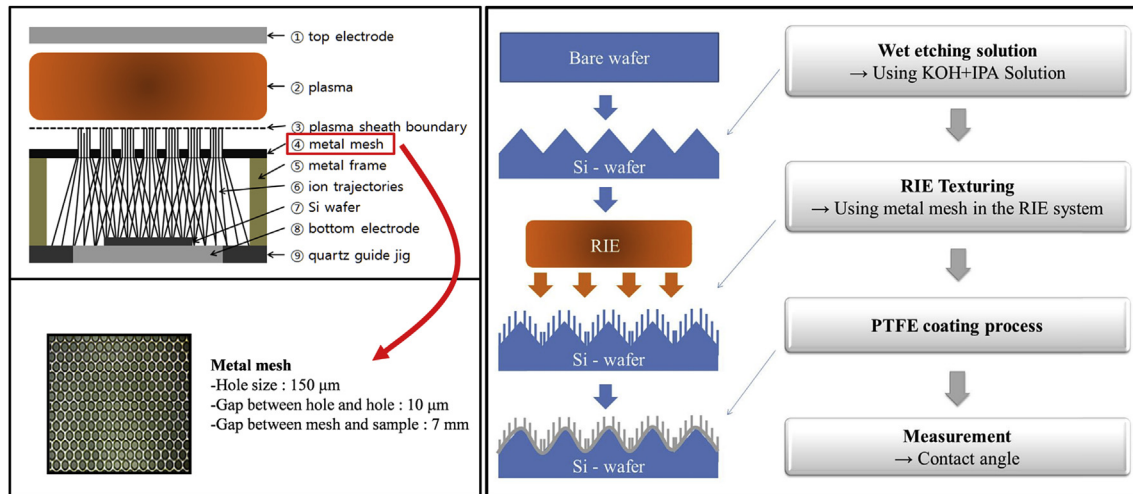 ① top electrode
② plasma
③ plasma sheath boundary
④ metal mesh
⑤ metal frame
⑥ ion trajectories
⑦ Si wafer
⑧ bottom electrode
⑨ quartz guide jig
Metal mesh
-Hole size : 150 μm
-Gap between hole and hole : 10 μm
-Gap between mesh and sample : 7 mm
Bare wafer
Si-wafer
RIE
Si - wafer
Si - wafer
Wet etching solution
→ Using KOH+IPA Solution
RIE Texturing
→ Using metal mesh in the RIE system
PTFE coating process
Measurement
→ Contact angle